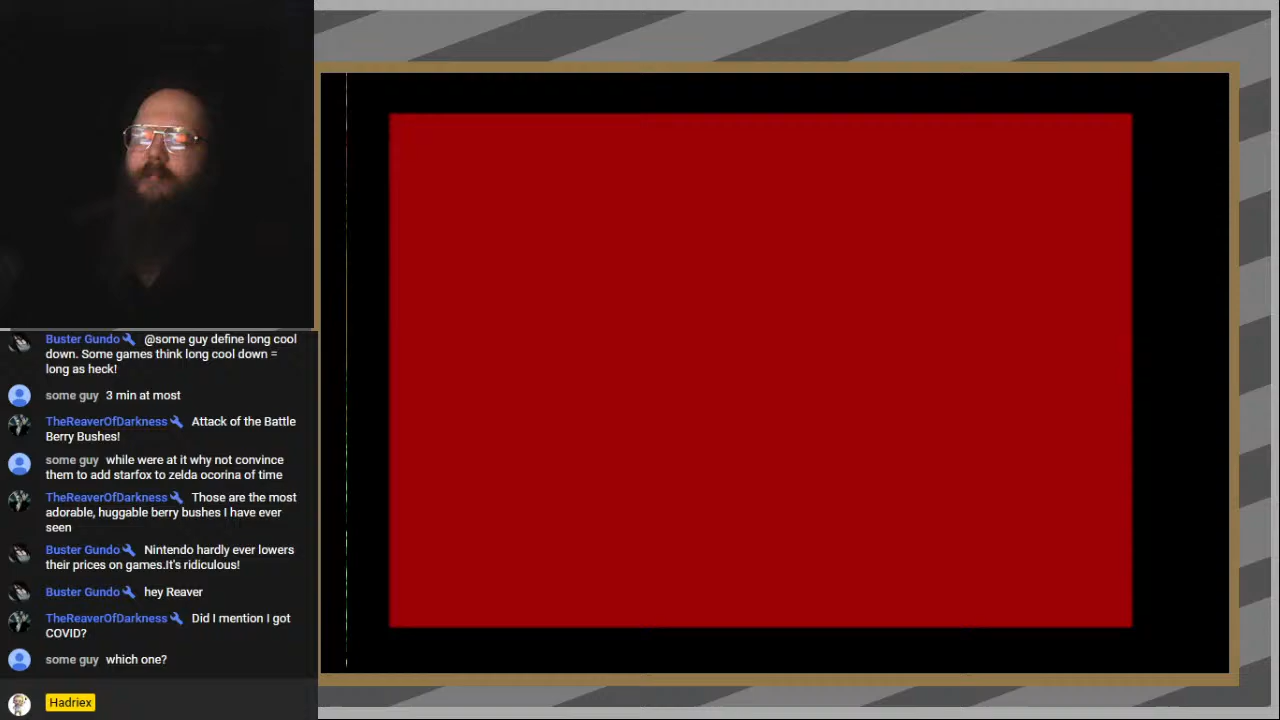 Buster Gundo @some guy define long cool
down. Some games think long cool down =
long as heck!
some guy 3 min at most
TheReaverOfDarkness Attack of the Battle
Berry Bushes!
some guy while were at it why not convince
them to add starfox to zelda ocorina of time
TheReaverOfDarkness Those are the most
adorable, huggable berry bushes I have ever
seen
Buster Gundo Nintendo hardly ever lowers
their prices on games.It's ridiculous!
Buster Gundo hey Reaver
TheReaverOfDarkness Did I mention I got
COVID?
some guy which one?
Hadriex